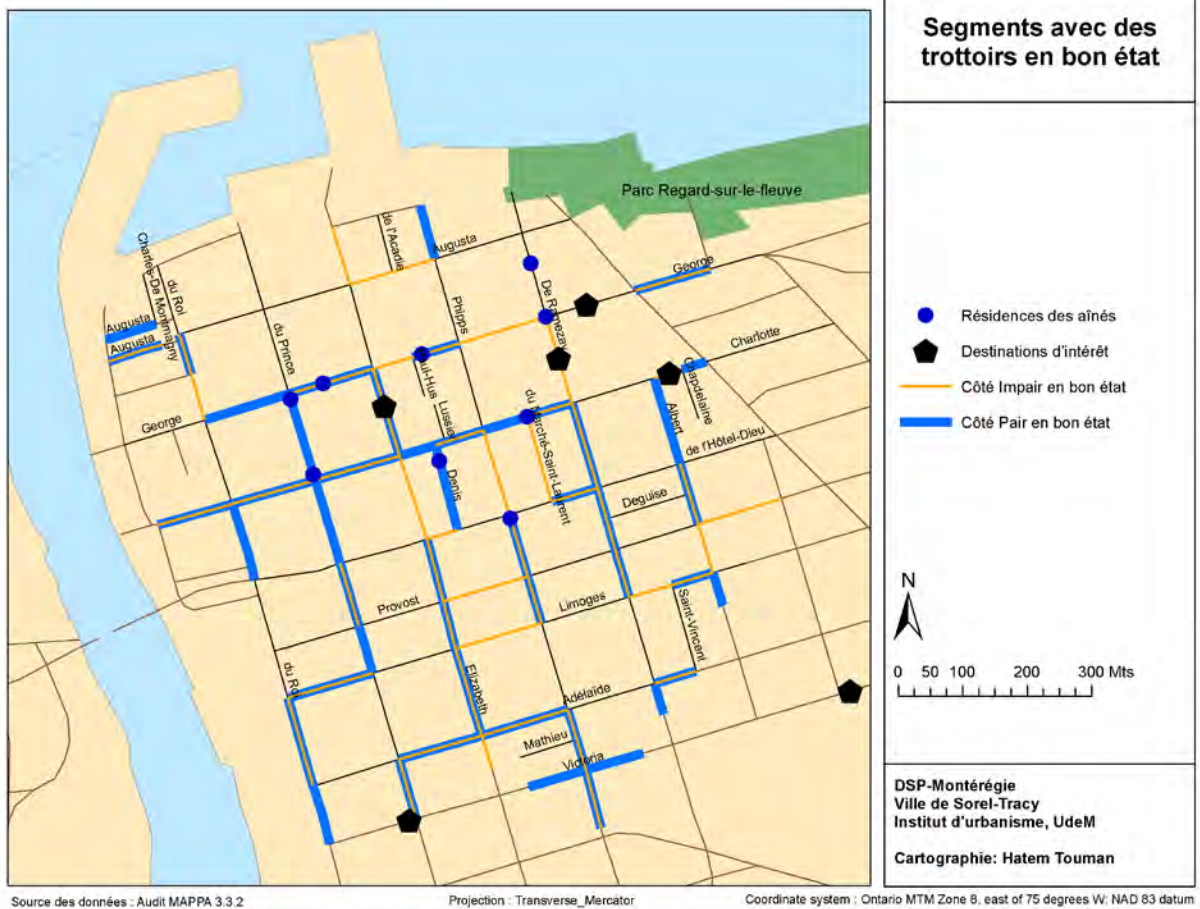 Segments avec des
trottoirs en bon état
Parc Regard-sur-le-fleuve
de l'Acadie
Augusta
Charles-De Montmagny
du Roi
George
De Ramezay
Augusta
Augusta
Phipps
du Prince
Charlotte
Chapdelaine
Lussier
du Marché-Saint-Laurent
Albert
George
de l'Hôtel-Dieu
Denis
Deguise
Provost
Limoges
Saint-Vincent
du Roi
Elizabeth
Adélaïde
Mathieu
Victoria
Résidences des aînés
Destinations d'intérêt
Côté Impair en bon état
Côté Pair en bon état
N
0 50 100 200 300 Mts
DSP-Montérégie
Ville de Sorel-Tracy
Institut d'urbanisme, UdeM
Cartographie: Hatem Touman
Source des données : Audit MAPPA 3.3.2
Projection : Transverse_Mercator
Coordinate system : Ontario MTM Zone 8, east of 75 degrees W; NAD 83 datum